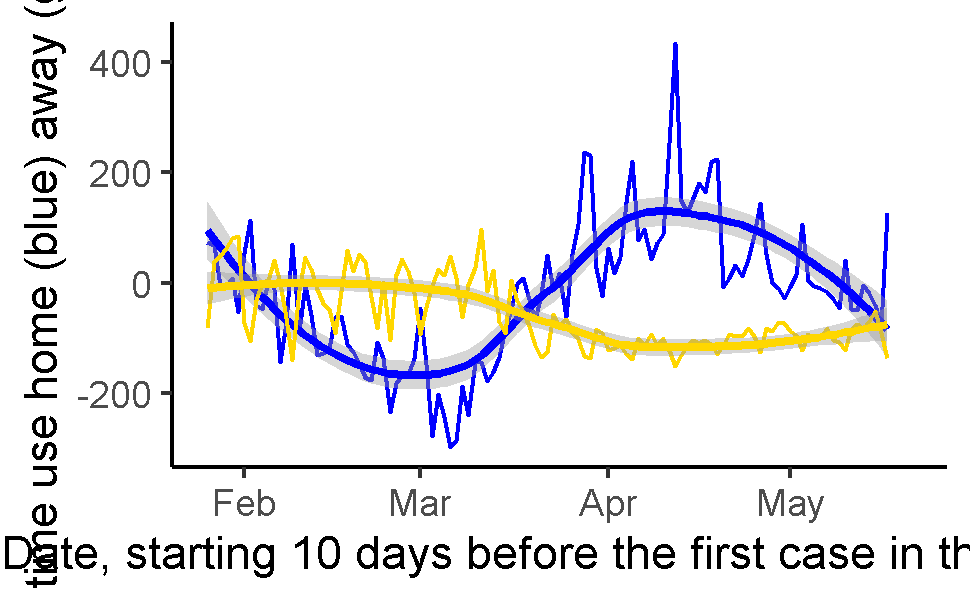 time use home (blue) away (
400
200
0
-200
Feb Mar Apr May
Date, starting 10 days before the first case in th